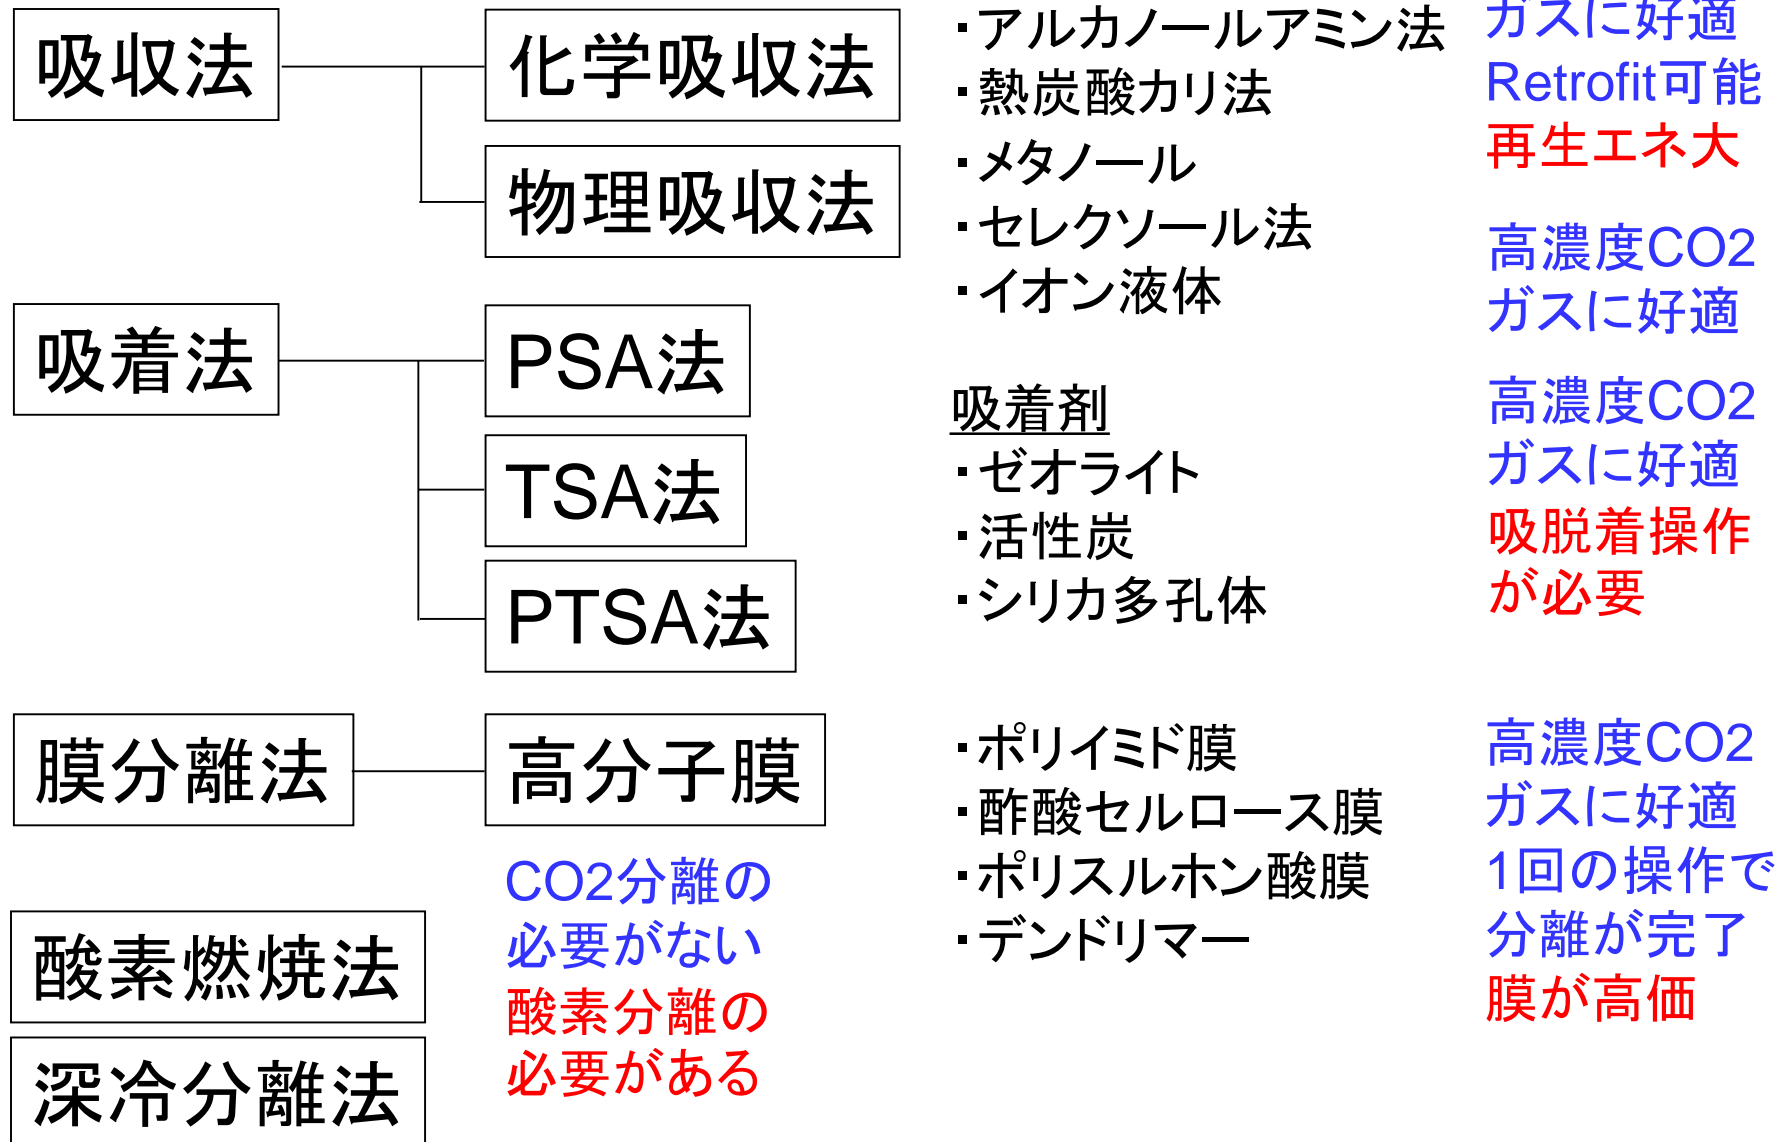 吸収法
化学吸収法
物理吸収法
・アルカノールアミン法
・熱炭酸カリ法
・メタノール
・セレクソール法
・イオン液体
ガスに好適
Retrofit可能
再生エネ大
高濃度CO2
ガスに好適
吸着法
PSA法
TSA法
PTSA法
吸着剤
・ゼオライト
・活性炭
・シリカ多孔体
高濃度CO2
ガスに好適
吸脱着操作
が必要
膜分離法
高分子膜
・ポリイミド膜
・酢酸セルロース膜
・ポリスルホン酸膜
・デンドリマー
高濃度CO2
ガスに好適
1回の操作で
分離が完了
膜が高価
酸素燃焼法
CO2分離の
必要がない
酸素分離の
必要がある
深冷分離法